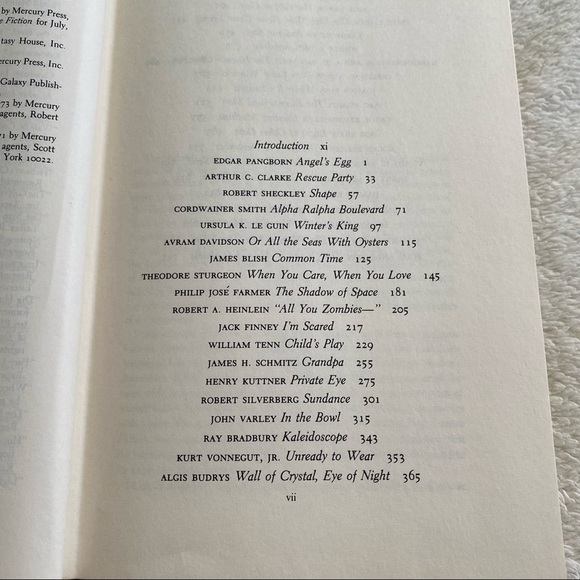 by Mercury Press,
Fiction for July,
tasy House, Inc.
ercury Press, Inc.
Galaxy Publish-
73 by Mercury
agents, Robert
1 by Mercury
agents, Scott
York 10022.
Introduction xi
EDGAR PANGBORN Angel's Egg 1
ARTHUR C. CLARKE Rescue Party 33
ROBERT SHECKLEY Shape 57
CORDWAINER SMITH Alpha Ralpha Boulevard 71
URSULA K. LE GUIN Winter's King 97
AVRAM DAVIDSON Or All the Seas With Oysters 115
JAMES BLISH Common Time 125
THEODORE STURGEON When You Care, When You Love 145
PHILIP JOSÉ FARMER The Shadow of Space 181
ROBERT A. HEINLEIN "All You Zombies—" 205
JACK FINNEY I'm Scared 217
WILLIAM TENN Child's Play 229
JAMES H. SCHMITZ Grandpa 255
HENRY KUTTNER Private Eye 275
ROBERT SILVERBERG Sundance 301
JOHN VARLEY In the Bowl 315
RAY BRADBURY Kaleidoscope 343
KURT VONNEGUT, JR. Unready to Wear 353
ALGIS BUDRYS Wall of Crystal, Eye of Night 365
vii